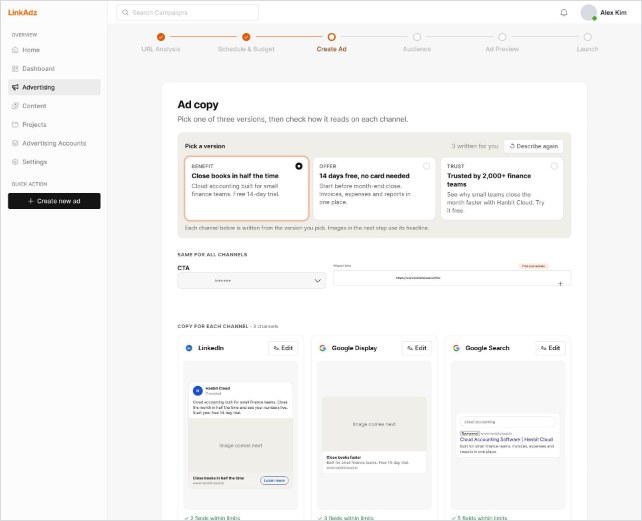 LinkAdz
Search Campaigns
Alex Kim
OVERVIEW
Home
Dashboard
Advertising
Content
Projects
Advertising Accounts
Settings
QUICK ACTION
+ Create new ad
URL Analysis
Schedule & Budget
Create Ad
Audience
Ad Preview
Launch
Ad copy
Pick one of three versions, then check how it reads on each channel.
Pick a version
3 written for you
Describe again
BENEFIT
Close books in half the time
Cloud accounting built for small
finance teams. Free 14-day trial.
OFFER
14 days free, no card needed
Start before month-end close.
Invoices, expenses and reports in
one place.
TRUST
Trusted by 2,000+ finance
teams
See why small teams close the
month faster with Hanbit Cloud. Try
it free.
Each channel below is written from the version you pick. Images in the next step use its headline.
SAME FOR ALL CHANNELS
CTA
COPY FOR EACH CHANNEL · 3 channels
LinkedIn
Edit
Hanbit Cloud
Promoted
Cloud accounting built for small finance teams. Close
the month in half the time and see your numbers live.
Start your free 14-day trial.
Image comes next
Close books in half the time
Learn more
2 fields within limits
Google Display
Edit
Image comes next
Close books faster
Built for small finance teams. Free 14-day trial.
3 fields within limits
Google Search
Edit
cloud accounting
Sponsored
Cloud Accounting Software | Hanbit Cloud
Built for small finance teams. Invoices, expenses and
reports in one place.
5 fields within limits